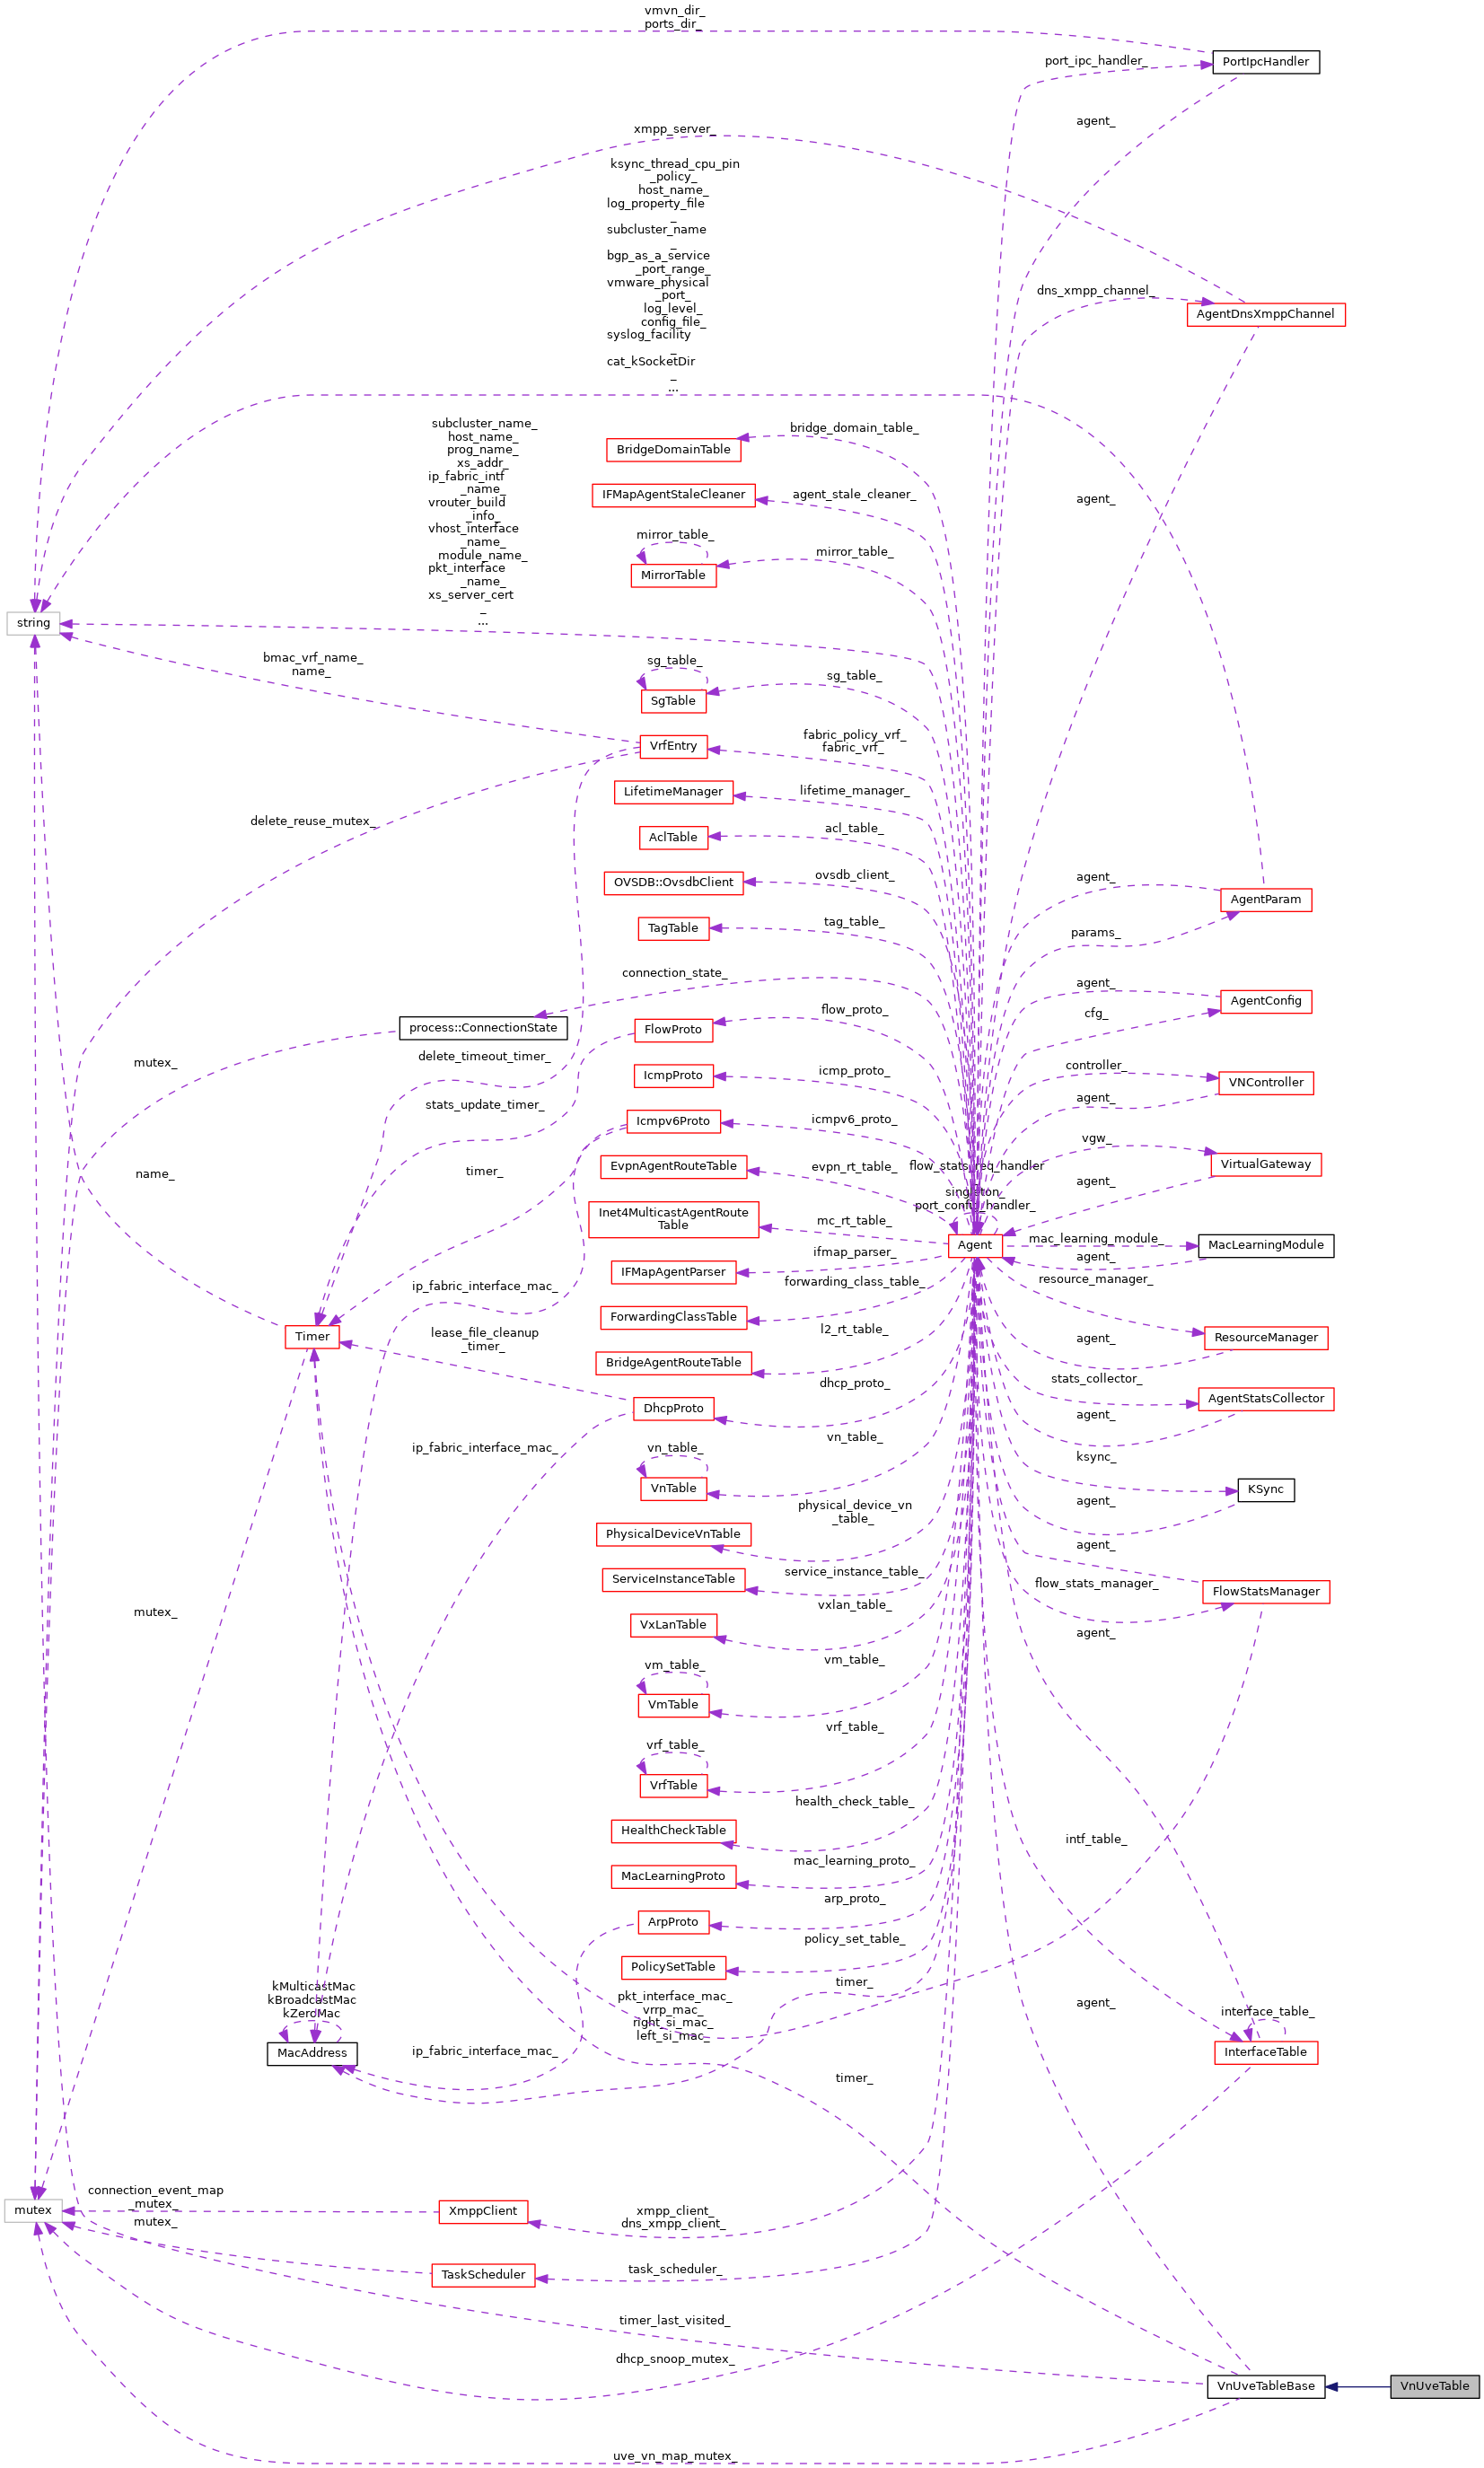 vmvn_dir_
ports_dir_
port_ipc_handler_
PortIpcHandler
agent_
xmpp_server_
ksync_thread_cpu_pin
_policy_
host_name_
log_property_file
_
subcluster_name
_
bgp_as_a_service
_port_range_
vmware_physical
_port_
log_level_
config_file_
syslog_facility
_
cat_kSocketDir
_
...
dns_xmpp_channel_
AgentDnsXmppChannel
subcluster_name_
host_name_
prog_name_
xs_addr_
ip_fabric_intf
_name_
vrouter_build
_info_
vhost_interface
_name_
module_name_
pkt_interface
_name_
xs_server_cert
_
...
bridge_domain_table_
BridgeDomainTable
agent_stale_cleaner_
IFMapAgentStaleCleaner
agent_
mirror_table_
mirror_table_
MirrorTable
string
bmac_vrf_name_
name_
sg_table_
sg_table_
SgTable
fabric_policy_vrf_
fabric_vrf_
VrfEntry
lifetime_manager_
LifetimeManager
delete_reuse_mutex_
acl_table_
AclTable
ovsdb_client_
OVSDB::OvsdbClient
agent_
AgentParam
tag_table_
TagTable
params_
connection_state_
process::ConnectionState
agent_
AgentConfig
cfg_
flow_proto_
FlowProto
mutex_
delete_timeout_timer_
icmp_proto_
IcmpProto
controller_
VNController
agent_
stats_update_timer_
icmpv6_proto_
Icmpv6Proto
vgw_
VirtualGateway
agent_
name_
timer_
evpn_rt_table_
EvpnAgentRouteTable
flow_stats_req_handler
_
singleton_
port_config_handler_
Agent
Inet4MulticastAgentRoute
Table
mc_rt_table_
mac_learning_module_
MacLearningModule
agent_
ifmap_parser_
IFMapAgentParser
resource_manager_
ip_fabric_interface_mac_
forwarding_class_table_
ForwardingClassTable
Timer
lease_file_cleanup
_timer_
l2_rt_table_
BridgeAgentRouteTable
agent_
ResourceManager
dhcp_proto_
DhcpProto
stats_collector_
AgentStatsCollector
agent_
ip_fabric_interface_mac_
vn_table_
vn_table_
VnTable
ksync_
KSync
agent_
physical_device_vn
_table_
PhysicalDeviceVnTable
agent_
service_instance_table_
ServiceInstanceTable
flow_stats_manager_
FlowStatsManager
mutex_
vxlan_table_
VxLanTable
agent_
vm_table_
vm_table_
VmTable
vrf_table_
vrf_table_
VrfTable
health_check_table_
HealthCheckTable
intf_table_
mac_learning_proto_
MacLearningProto
arp_proto_
ArpProto
policy_set_table_
PolicySetTable
timer_
kMulticastMac
kBroadcastMac
kZeroMac
MacAddress
pkt_interface_mac_
vrrp_mac_
right_si_mac_
left_si_mac_
agent_
interface_table_
InterfaceTable
ip_fabric_interface_mac_
timer_
connection_event_map
_mutex_
mutex
mutex_
XmppClient
xmpp_client_
dns_xmpp_client_
TaskScheduler
task_scheduler_
timer_last_visited_
dhcp_snoop_mutex_
VnUveTableBase
VnUveTable
uve_vn_map_mutex_